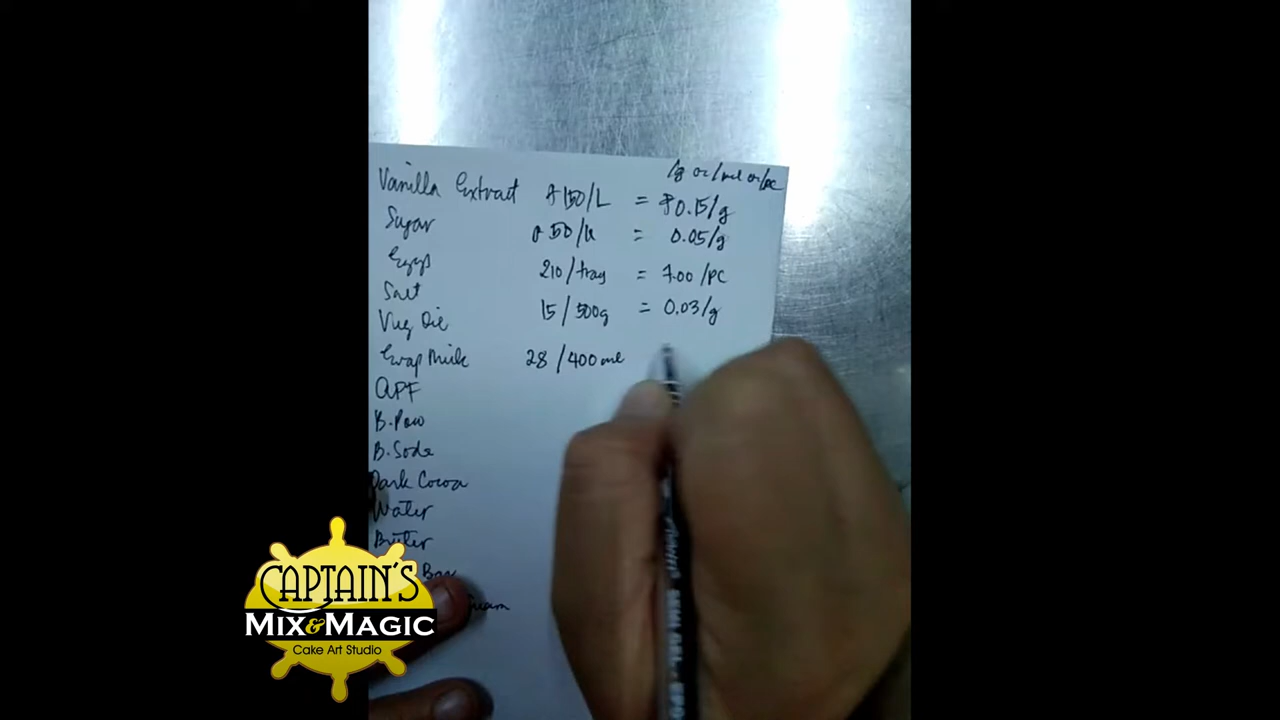 /g or/ml or/pc
Vanilla Extract ₱150/L = ₱0.15/g
Sugar ₱50/k = 0.05/g
Eggs 210/tray = 7.00/PC
Salt 15/500g = 0.03/g
Veg Oil
Evap Milk 28/400ml
APF
B.Pow
B.Soda
Dark Cocoa
Water
Butter
Bar
CAPTAIN'S
MIX & MAGIC
Cake Art Studio